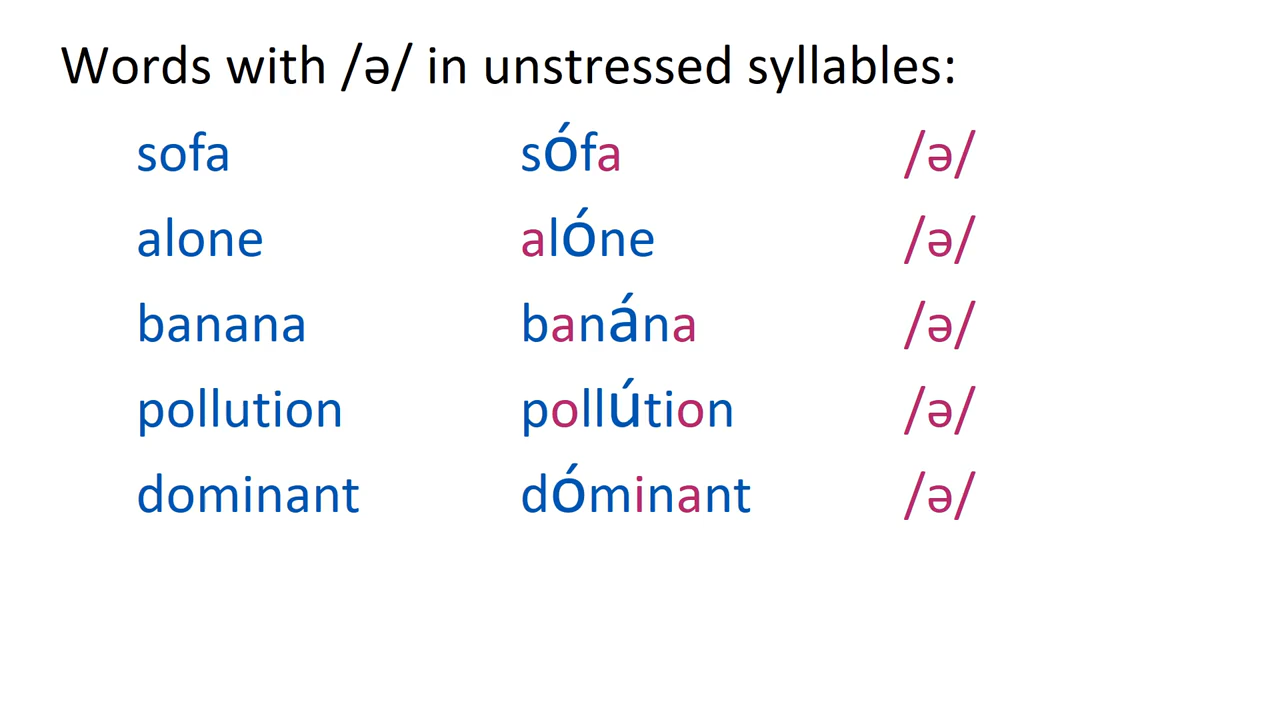 Words with /ə/ in unstressed syllables:
sofa sófa /ə/
alone alóne /ə/
banana banána /ə/
pollution pollútion /ə/
dominant dóminant /ə/